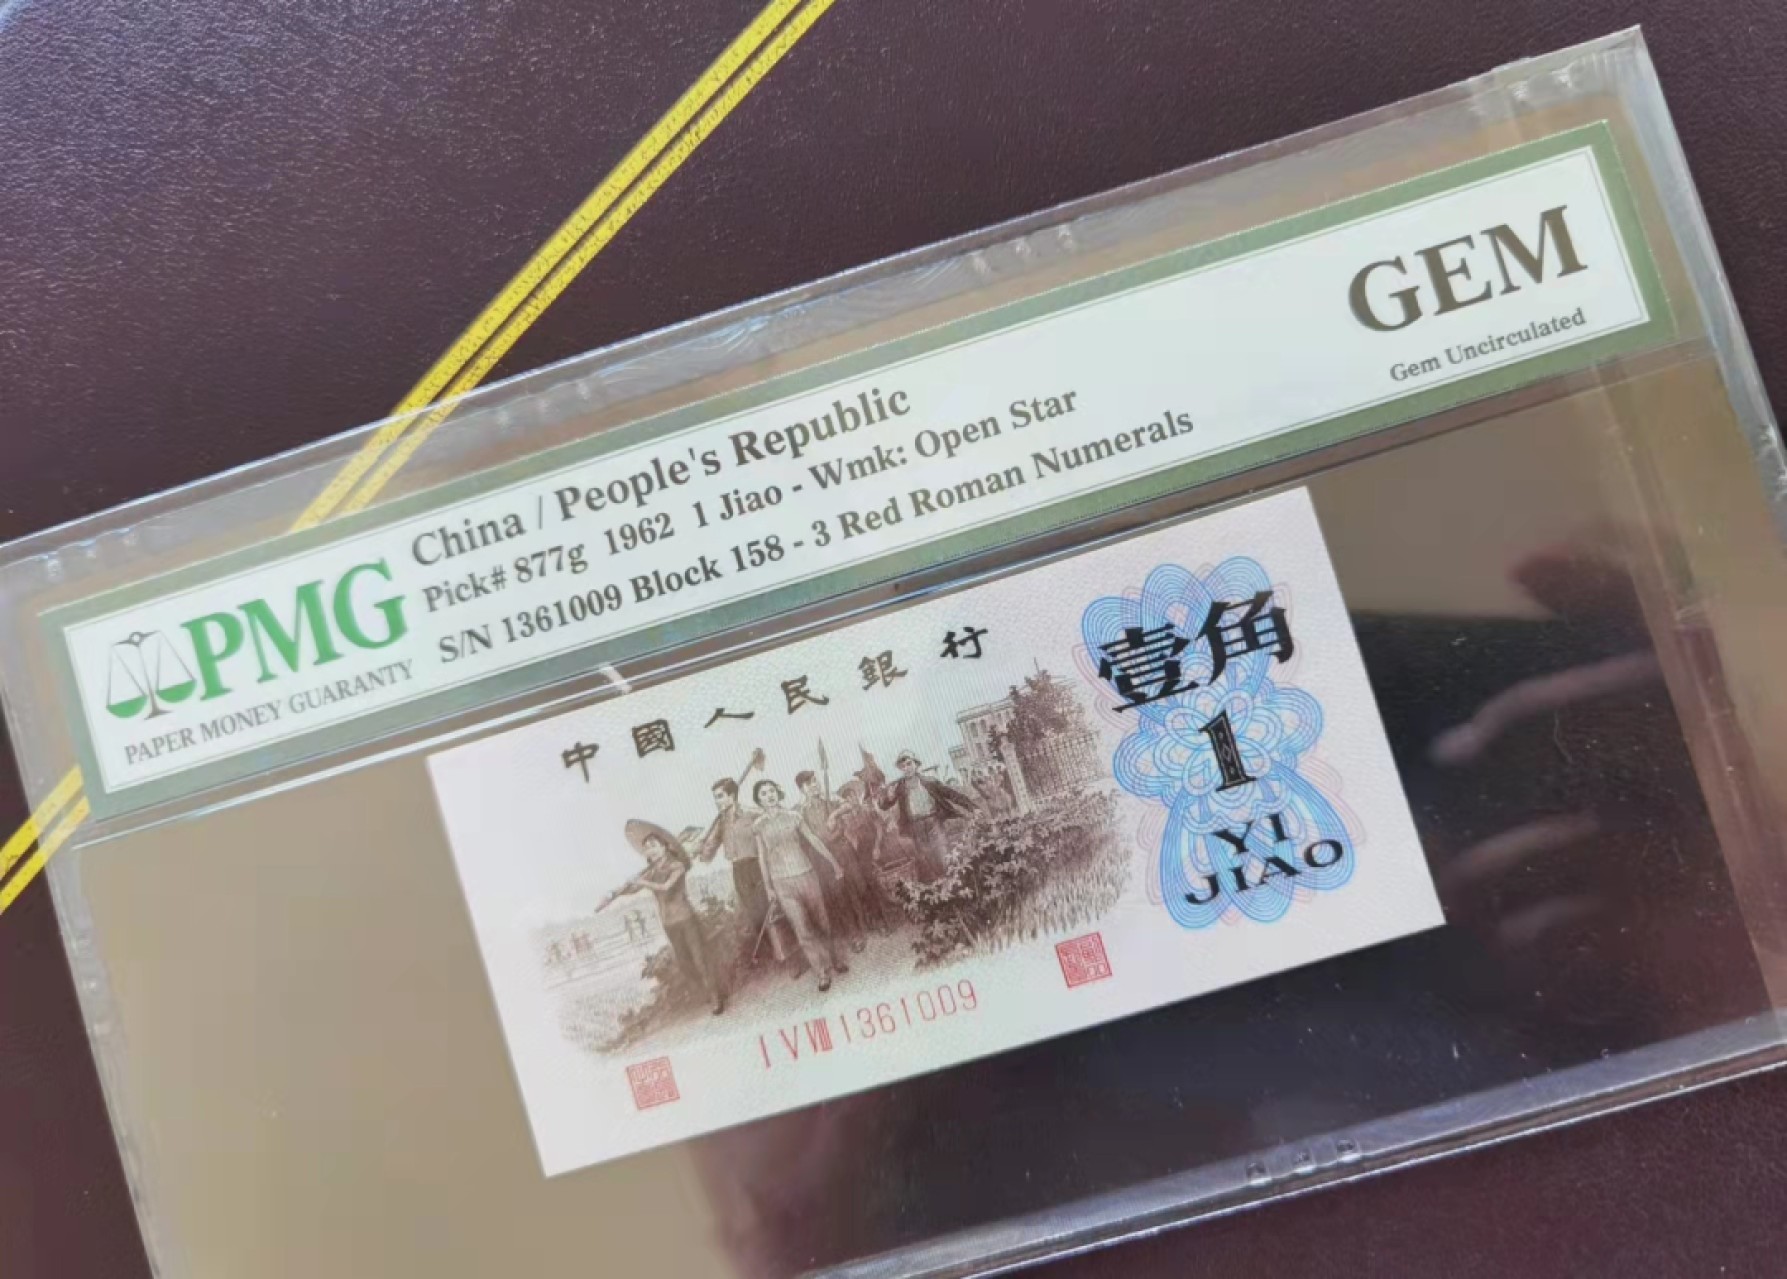 PMG
PAPER MONEY GUARANTY
China / People's Republic
Pick# 877g 1962 1 Jiao - Wmk: Open Star
S/N 1361009 Block 158 - 3 Red Roman Numerals
GEM
Gem Uncirculated
中國人民銀行
壹角
1
YI
JIAO
I V VIII 1361009